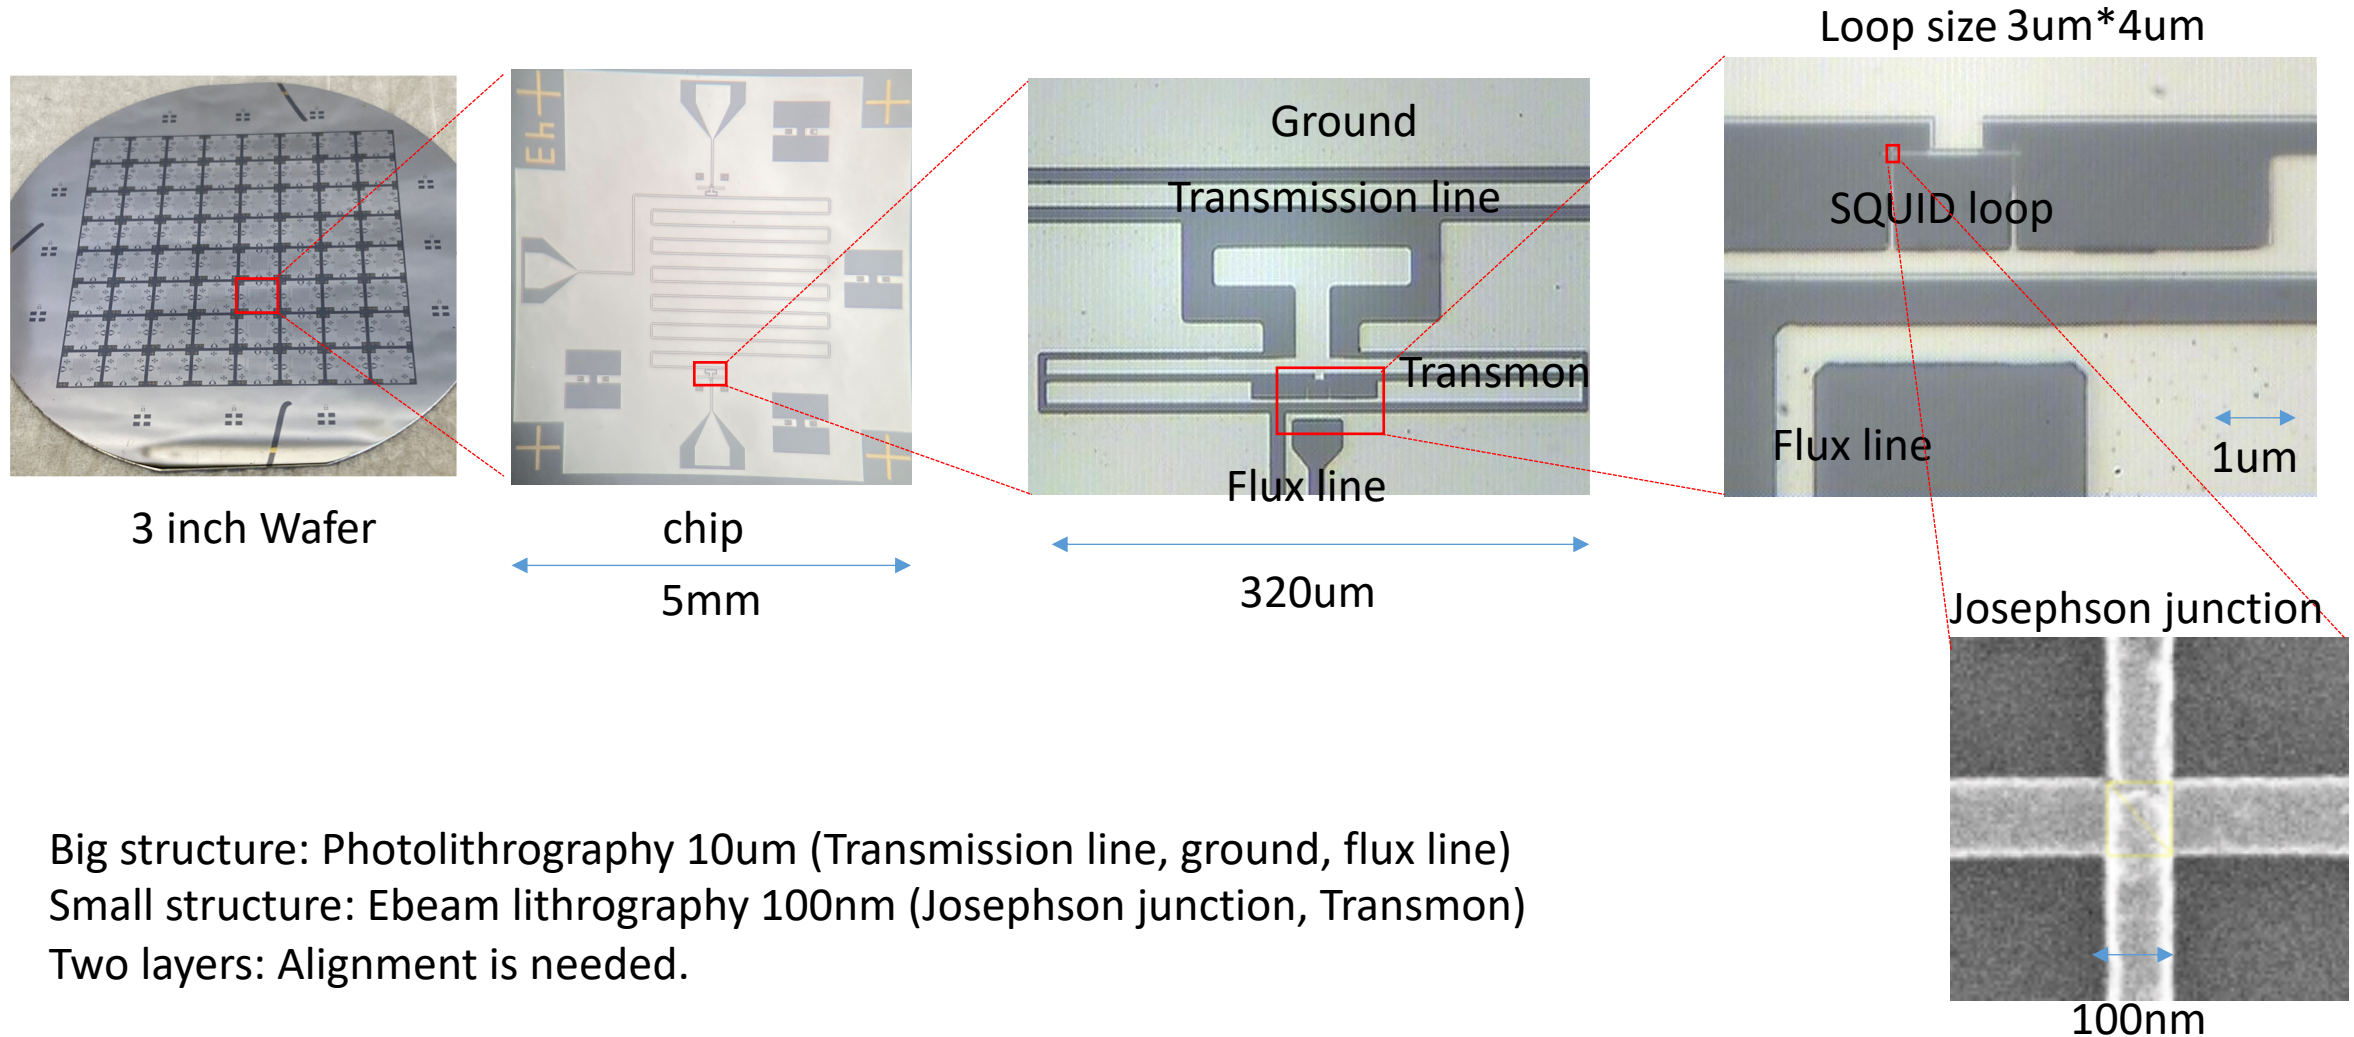 Loop size 3um*4um
Ground
Transmission line
Transmon
Flux line
SQUID loop
Flux line
1um
Eh
3 inch Wafer
chip
5mm
320um
Josephson junction
100nm
Big structure: Photolithrography 10um (Transmission line, ground, flux line)
Small structure: Ebeam lithrography 100nm (Josephson junction, Transmon)
Two layers: Alignment is needed.